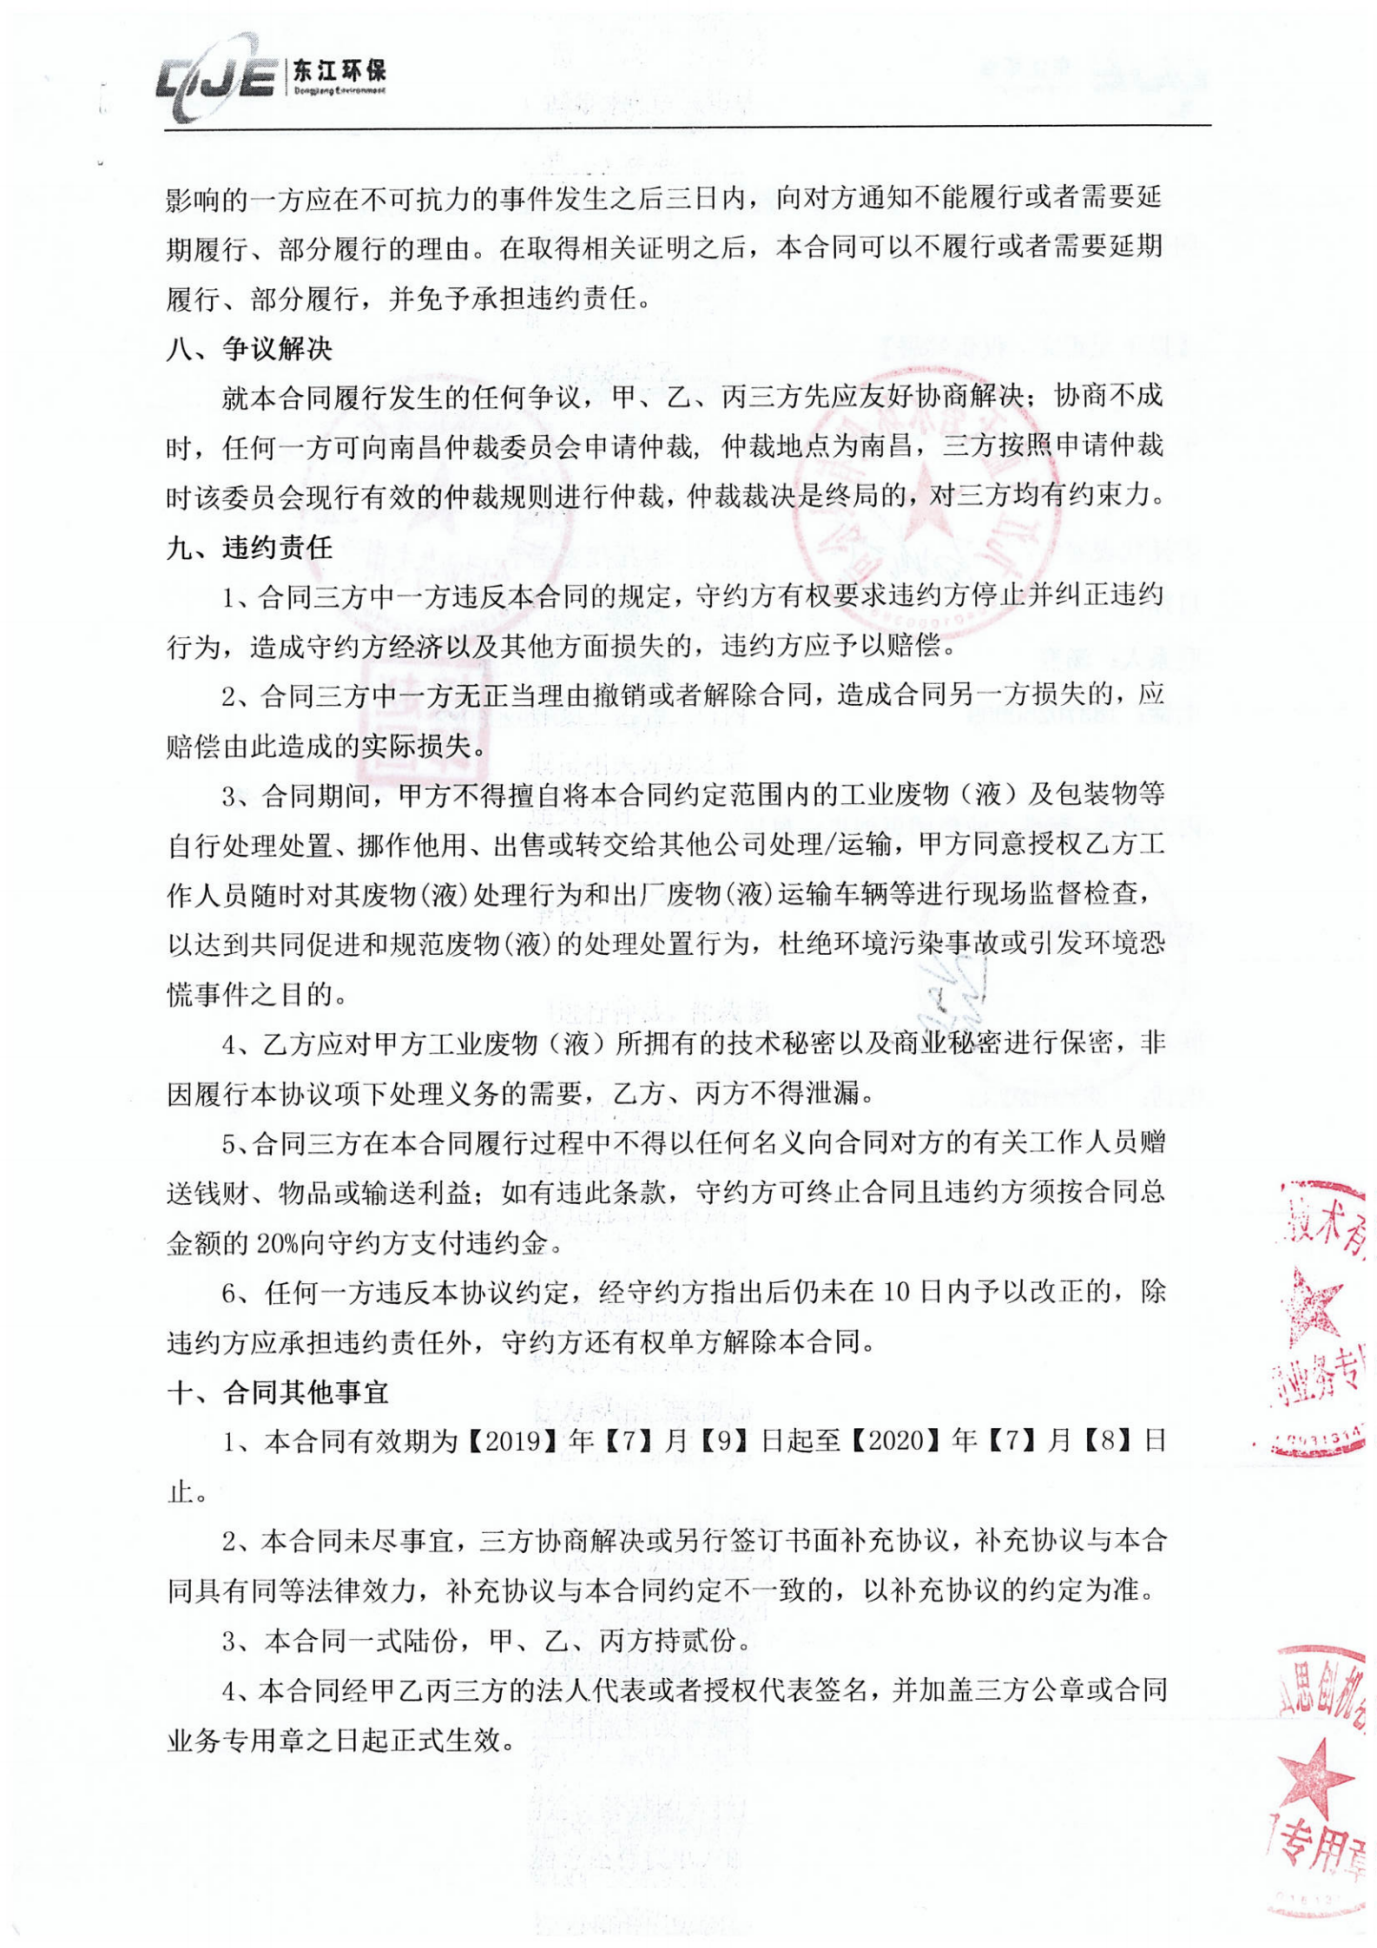 DJE 东江环保
Dongjiang Environment
影响的一方应在不可抗力的事件发生之后三日内，向对方通知不能履行或者需要延
期履行、部分履行的理由。在取得相关证明之后，本合同可以不履行或者需要延期
履行、部分履行，并免予承担违约责任。
八、争议解决
就本合同履行发生的任何争议，甲、乙、丙三方先应友好协商解决；协商不成
时，任何一方可向南昌仲裁委员会申请仲裁，仲裁地点为南昌，三方按照申请仲裁
时该委员会现行有效的仲裁规则进行仲裁，仲裁裁决是终局的，对三方均有约束力。
九、违约责任
1、合同三方中一方违反本合同的规定，守约方有权要求违约方停止并纠正违约
行为，造成守约方经济以及其他方面损失的，违约方应予以赔偿。
2、合同三方中一方无正当理由撤销或者解除合同，造成合同另一方损失的，应
赔偿由此造成的实际损失。
3、合同期间，甲方不得擅自将本合同约定范围内的工业废物（液）及包装物等
自行处理处置、挪作他用、出售或转交给其他公司处理/运输，甲方同意授权乙方工
作人员随时对其废物(液)处理行为和出厂废物(液)运输车辆等进行现场监督检查，
以达到共同促进和规范废物(液)的处理处置行为，杜绝环境污染事故或引发环境恐
慌事件之目的。
4、乙方应对甲方工业废物（液）所拥有的技术秘密以及商业秘密进行保密，非
因履行本协议项下处理义务的需要，乙方、丙方不得泄漏。
5、合同三方在本合同履行过程中不得以任何名义向合同对方的有关工作人员赠
送钱财、物品或输送利益；如有违此条款，守约方可终止合同且违约方须按合同总
金额的 20%向守约方支付违约金。
6、任何一方违反本协议约定，经守约方指出后仍未在 10 日内予以改正的，除
违约方应承担违约责任外，守约方还有权单方解除本合同。
十、合同其他事宜
1、本合同有效期为【2019】年【7】月【9】日起至【2020】年【7】月【8】日
止。
2、本合同未尽事宜，三方协商解决或另行签订书面补充协议，补充协议与本合
同具有同等法律效力，补充协议与本合同约定不一致的，以补充协议的约定为准。
3、本合同一式陆份，甲、乙、丙方持贰份。
4、本合同经甲乙丙三方的法人代表或者授权代表签名，并加盖三方公章或合同
业务专用章之日起正式生效。
技术有
业务专用
思创机
专用章